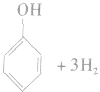 OH
+ 3H₂